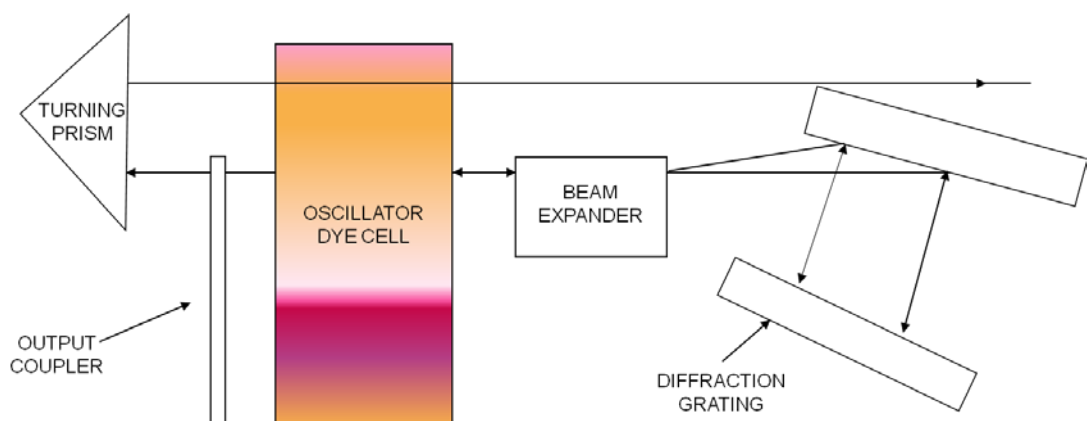 TURNING
PRISM
OSCILLATOR
DYE CELL
BEAM
EXPANDER
OUTPUT
COUPLER
DIFFRACTION
GRATING